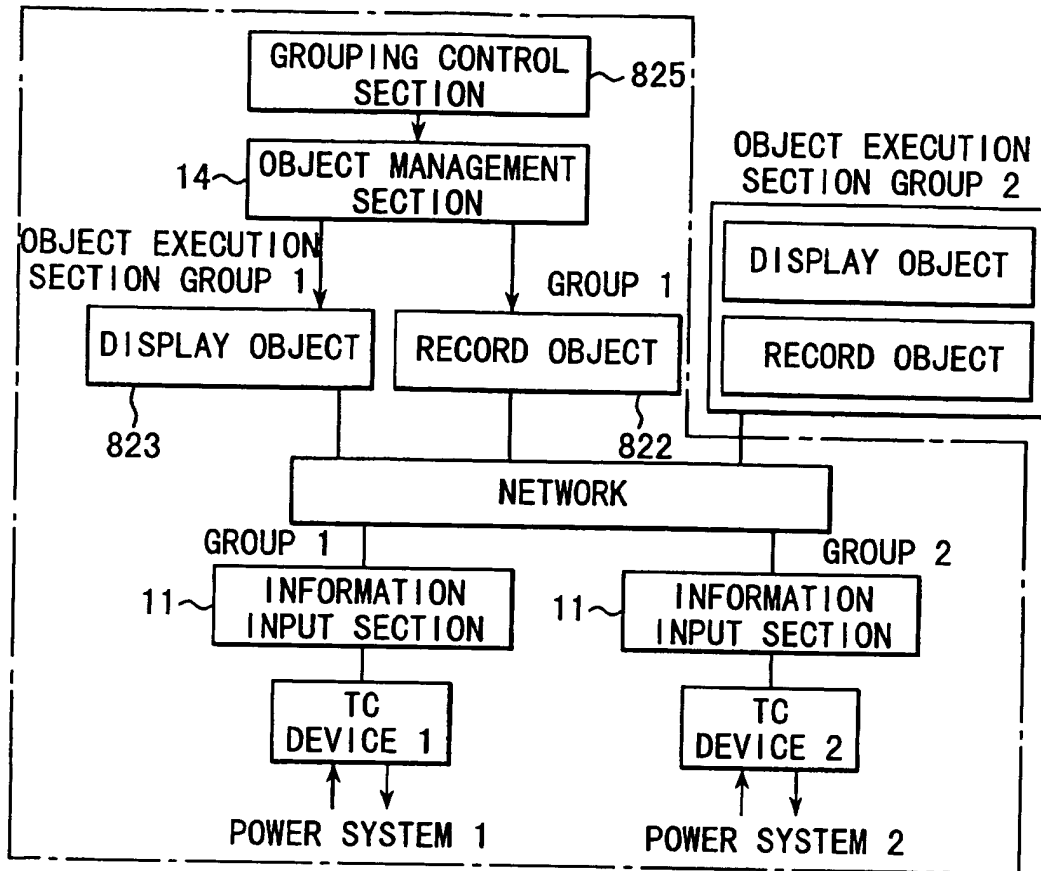 GROUPING CONTROL
SECTION
825
14
OBJECT MANAGEMENT
SECTION
OBJECT EXECUTION
SECTION GROUP 2
DISPLAY OBJECT
RECORD OBJECT
OBJECT EXECUTION
SECTION GROUP 1
GROUP 1
DISPLAY OBJECT
RECORD OBJECT
823
822
NETWORK
GROUP 1
GROUP 2
11
INFORMATION
INPUT SECTION
11
INFORMATION
INPUT SECTION
TC
DEVICE 1
TC
DEVICE 2
POWER SYSTEM 1
POWER SYSTEM 2